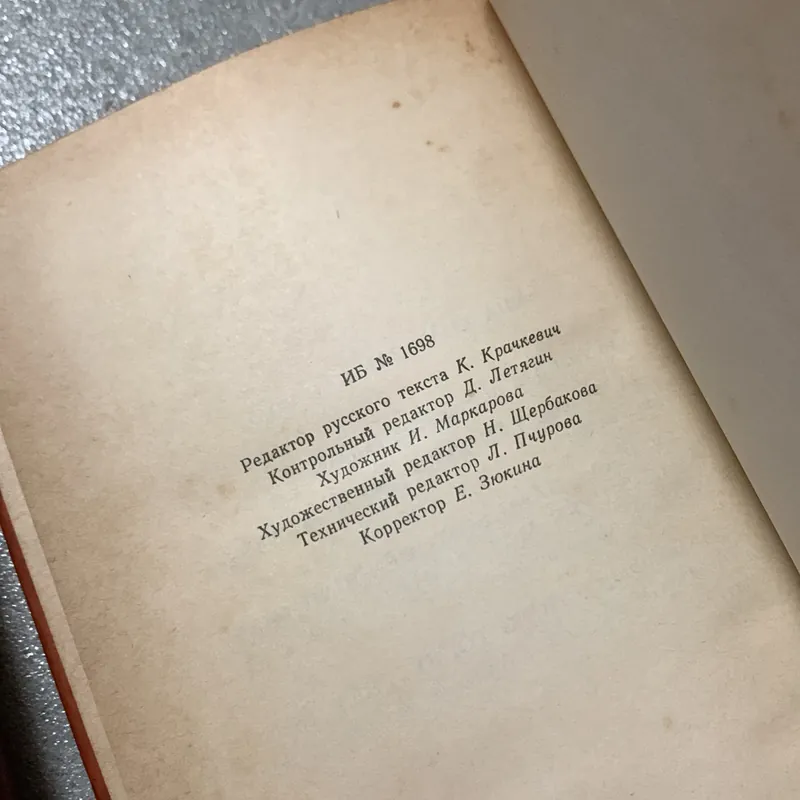 ИБ № 1698
Редактор русского текста К. Крачкевич
Контрольный редактор Д. Летягин
Художник И. Маркарова
Художественный редактор Н. Щербакова
Технический редактор Л. Пчурова
Корректор Е. Зюкина